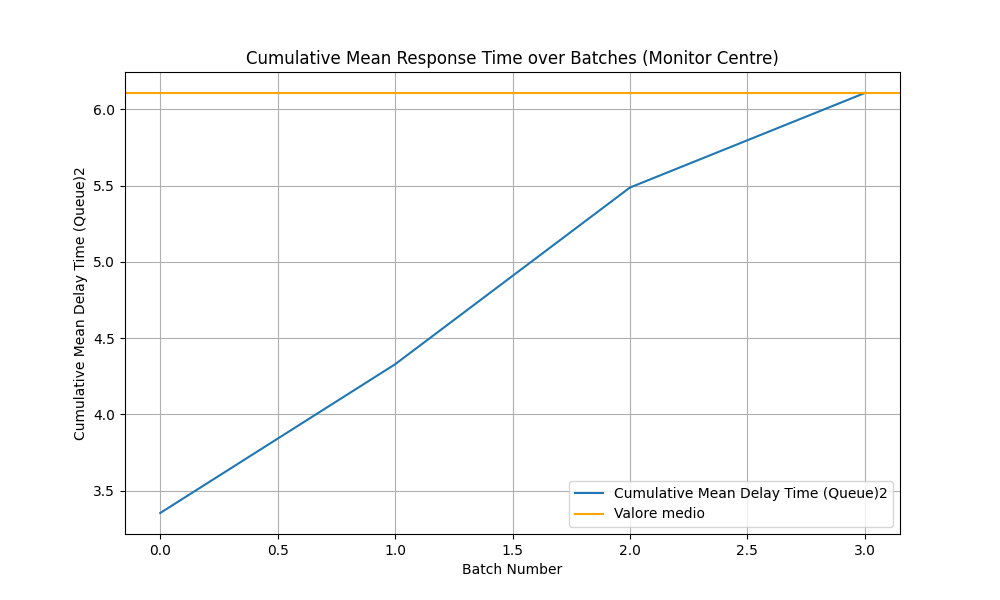 Cumulative Mean Response Time over Batches (Monitor Centre)
Cumulative Mean Delay Time (Queue)2
6.0
5.5
5.0
4.5
4.0
3.5
0.0 0.5 1.0 1.5 2.0 2.5 3.0
Batch Number
Cumulative Mean Delay Time (Queue)2
Valore medio